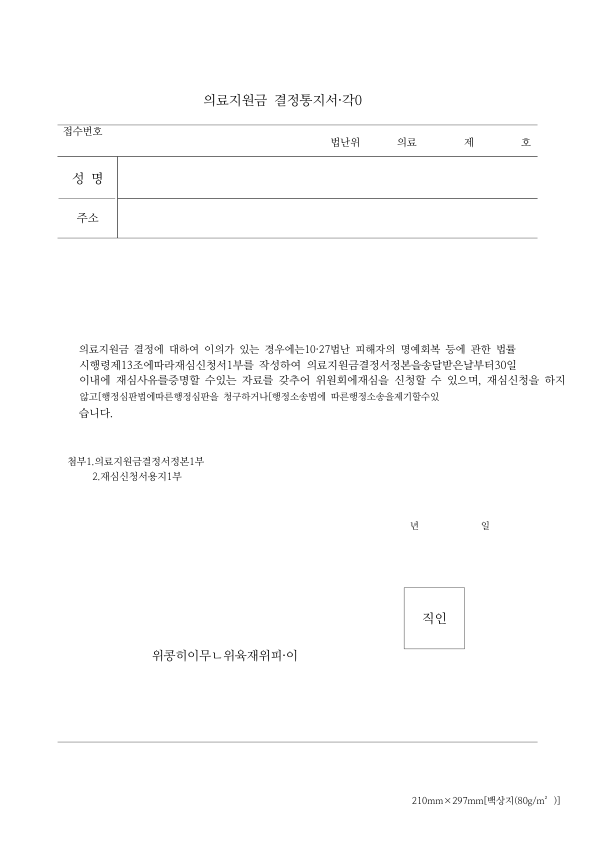 의료지원금 결정통지서·각0
접수번호
법난위 의료 제 호
성 명
주소
의료지원금 결정에 대하여 이의가 있는 경우에는10·27법난 피해자의 명예회복 등에 관한 법률
시행령제13조에따라재심신청서1부를 작성하여 의료지원금결정서정본을송달받은날부터30일
이내에 재심사유를증명할 수있는 자료를 갖추어 위원회에재심을 신청할 수 있으며, 재심신청을 하지
않고[행정심판법에따른행정심판을 청구하거나[행정소송법에 따른행정소송을제기할수있
습니다.
첨부1.의료지원금결정서정본1부
2.재심신청서용지1부
년 일
직인
위콩히이무ㄴ위육재위피·이
210mm×297mm[백상지(80g/m² )]